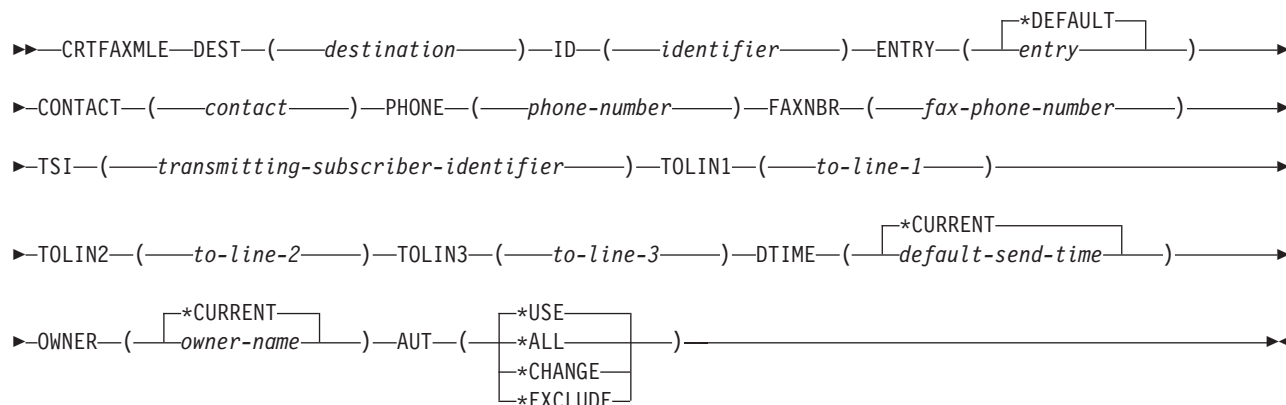 *DEFAULT
CRTFAXMLE DEST ( destination ) ID ( identifier ) ENTRY ( entry )
CONTACT ( contact ) PHONE ( phone-number ) FAXNBR ( fax-phone-number )
TSI ( transmitting-subscriber-identifier ) TOLIN1 ( to-line-1 )
*CURRENT
TOLIN2 ( to-line-2 ) TOLIN3 ( to-line-3 ) DTIME ( default-send-time )
*CURRENT *USE
OWNER ( owner-name ) AUT ( *ALL )
*CHANGE
*EXCLUDE